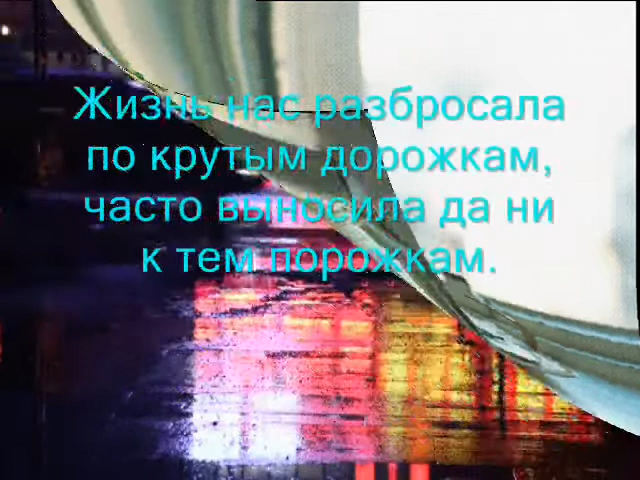 Жизнь нас разбросала
по крутым дорожкам,
часто выносила да ни
к тем порожкам.